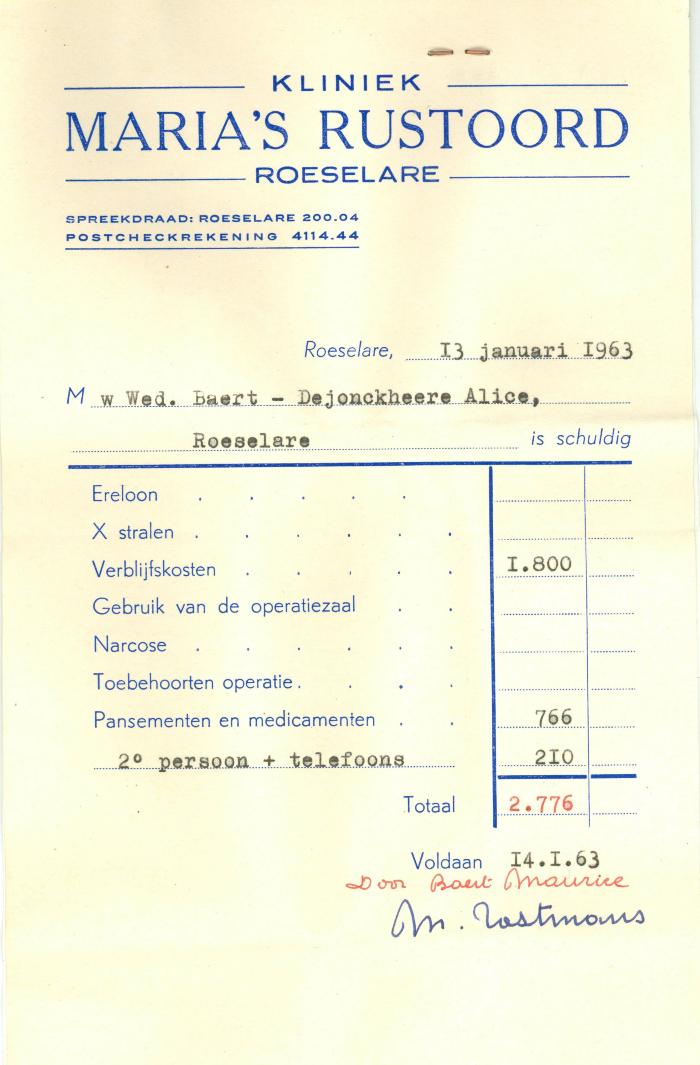 KLINIEK
MARIA'S RUSTOORD
ROESELARE
SPREEKDRAAD: ROESELARE 200.04
POSTCHECKREKENING 4114.44
Roeselare, I3 januari I963
M w Wed. Baert - Dejonckheere Alice,
Roeselare is schuldig
Ereloon . . . . .
X stralen . . . . . .
Verblijfskosten . . . . . I.800
Gebruik van de operatiezaal . .
Narcose . . . . . .
Toebehoorten operatie . . . .
Pansementen en medicamenten . . 766
2° persoon + telefoons 2I0
Totaal 2.776
Voldaan I4.I.63
Door Baert Maurice
M. Rostmans